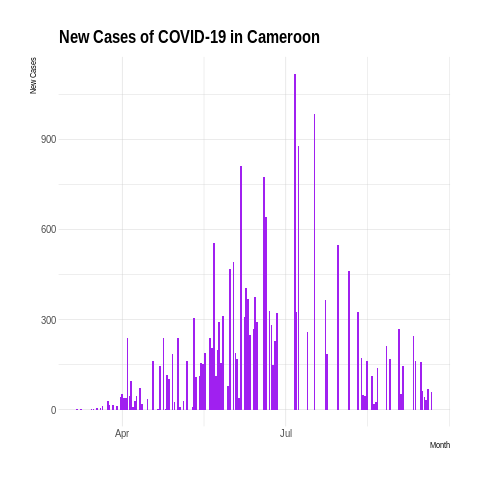 New Cases of COVID-19 in Cameroon
New Cases
900
600
300
0
Apr
Jul
Month